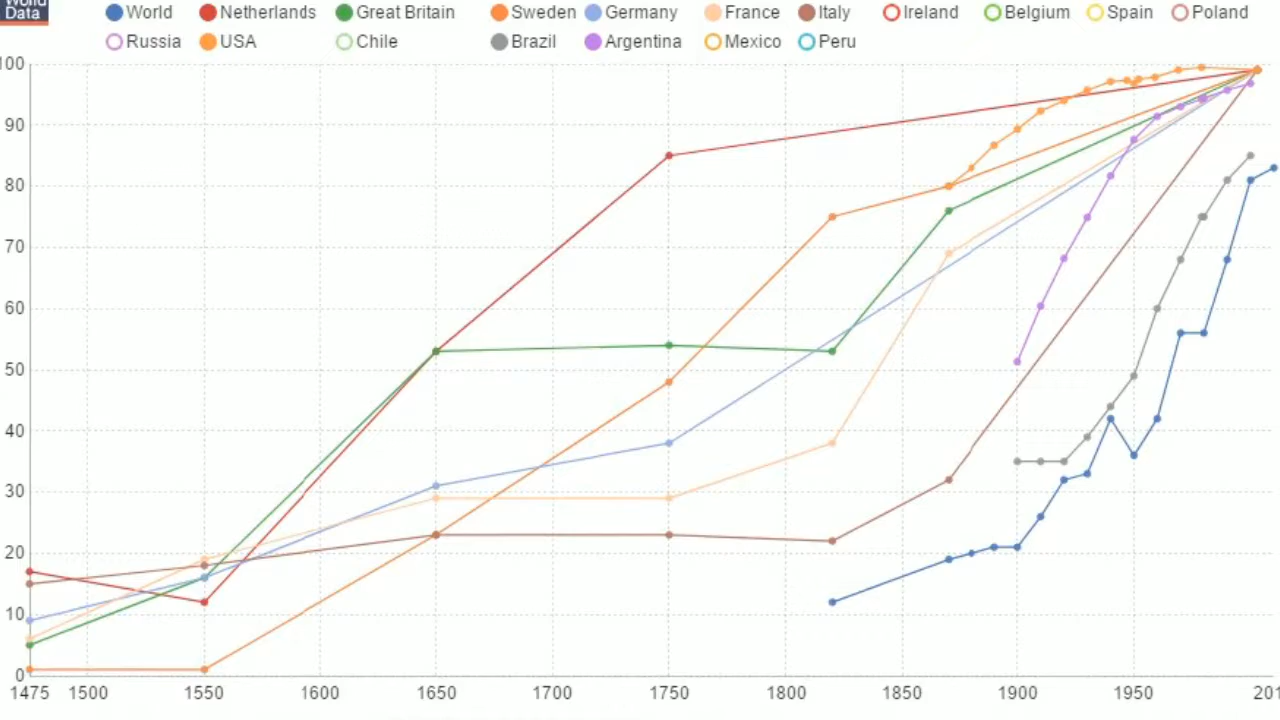 World
Data
World Netherlands Great Britain Sweden Germany France Italy Ireland Belgium Spain Poland
Russia USA Chile Brazil Argentina Mexico Peru
100
90
80
70
60
50
40
30
20
10
0
1475 1500 1550 1600 1650 1700 1750 1800 1850 1900 1950 201